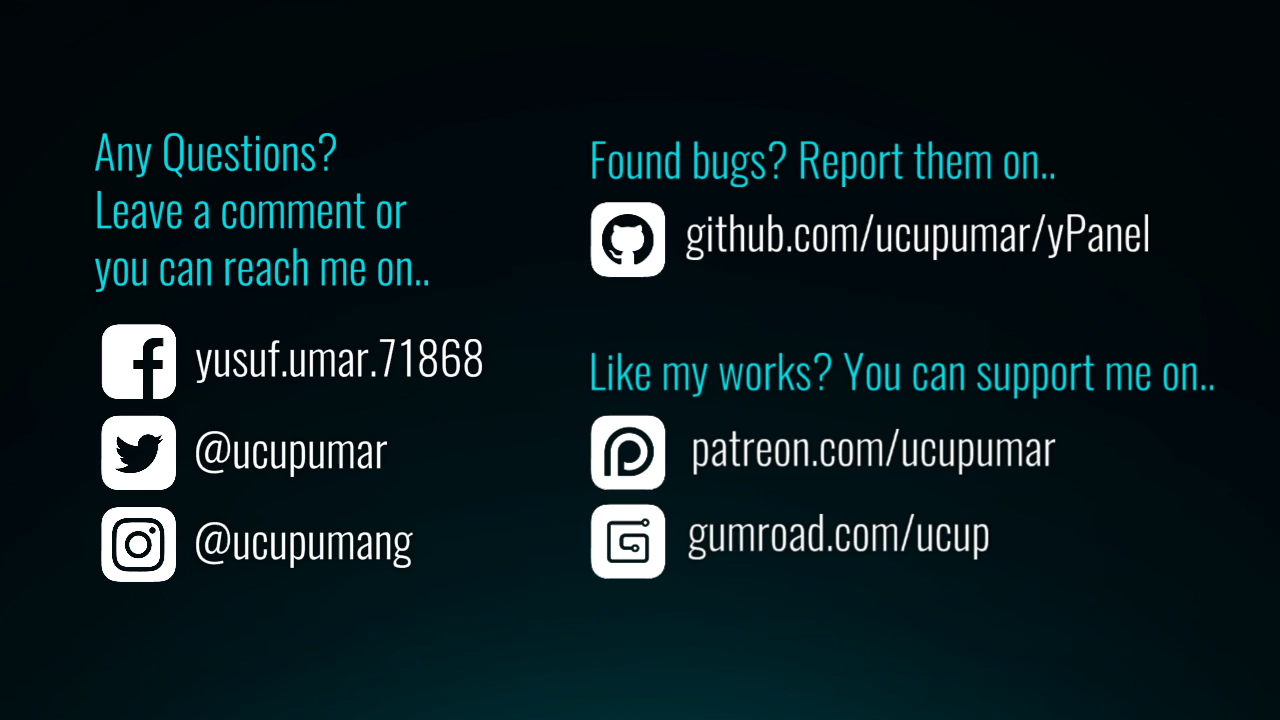 Any Questions?
Leave a comment or
you can reach me on..
yusuf.umar.71868
@ucupumar
@ucupumang
Found bugs? Report them on..
github.com/ucupumar/yPanel
Like my works? You can support me on..
patreon.com/ucupumar
gumroad.com/ucup